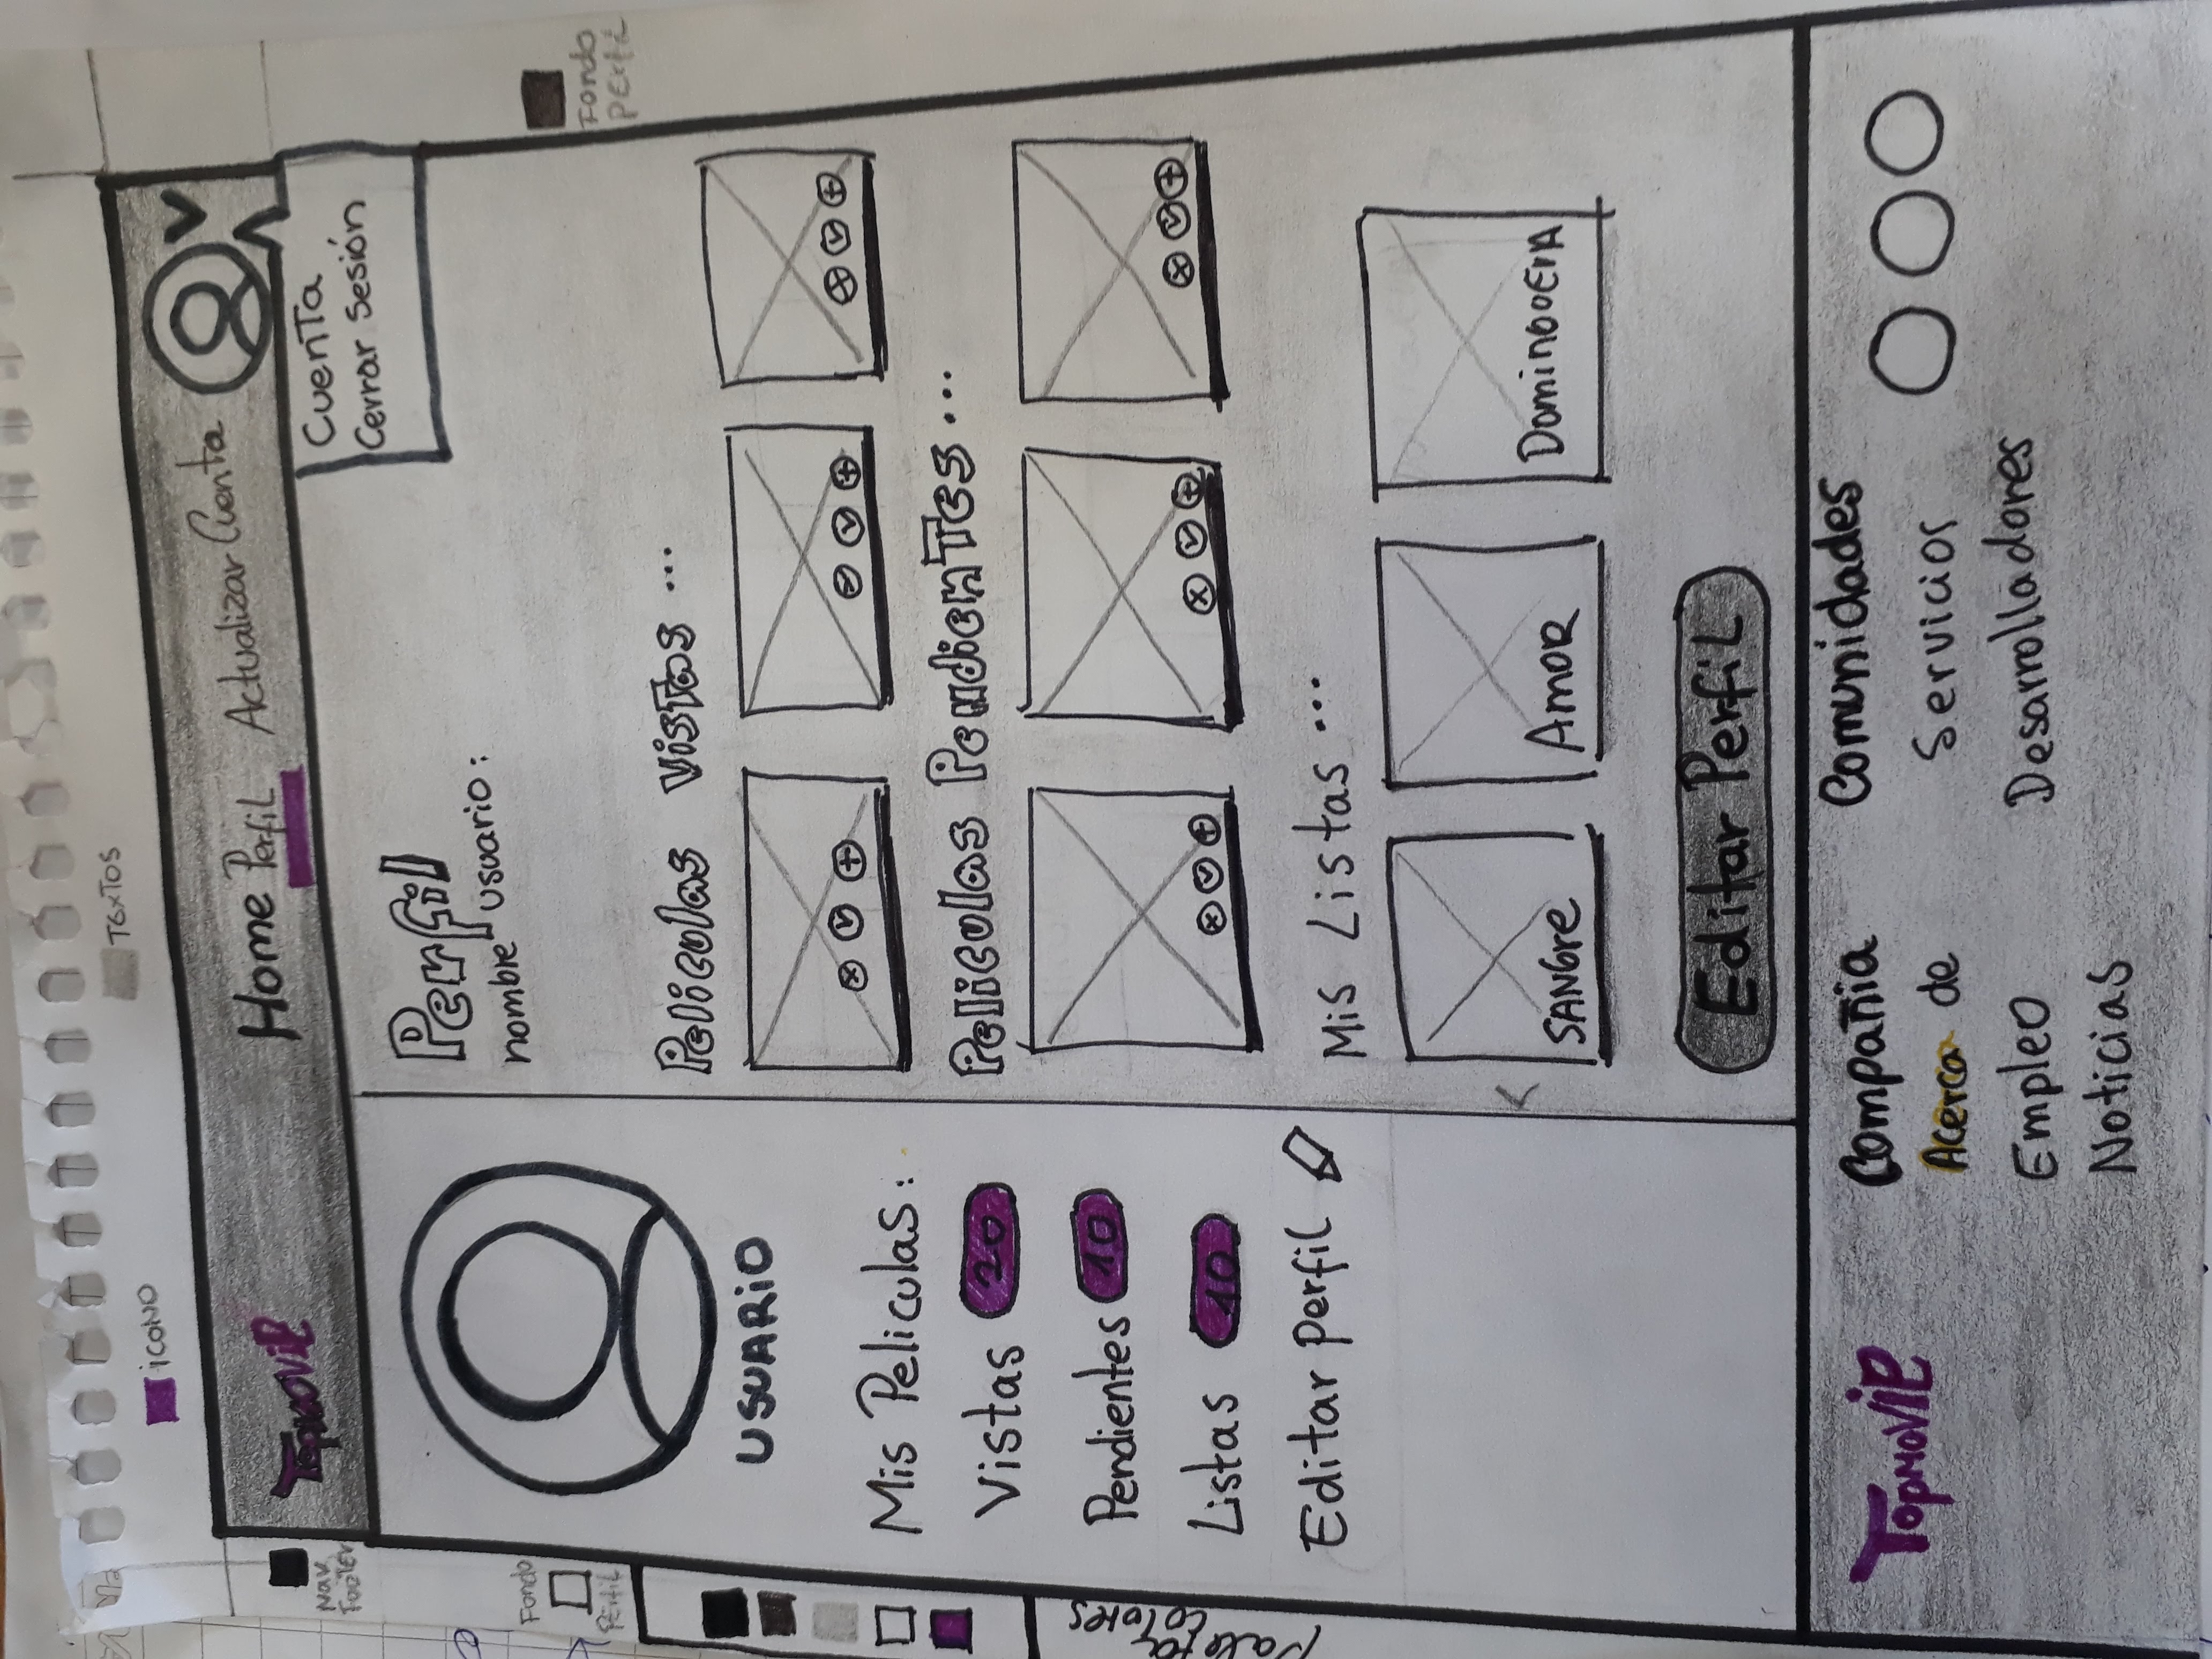 icono
Textos
Topmovie
Home Perfil Actualizar Cuenta
Nav
Footer
Cuenta
Cerrar sesión
Perfil
nombre usuario:
Fondo
Perfil
Fondo
Perfil
USUARIO
Peliculas Vistas ...
Mis Peliculas:
Vistas 20
Pendientes 10
Listas 10
Editar perfil
Paleta
colores
Peliculas Pendientes ...
Mis Listas ...
SANGre
AmoR
Editar Perfil
Topmovie
Compañia
Acerca de
Empleo
Noticias
Comunidades
Servicios
Desarrolladores